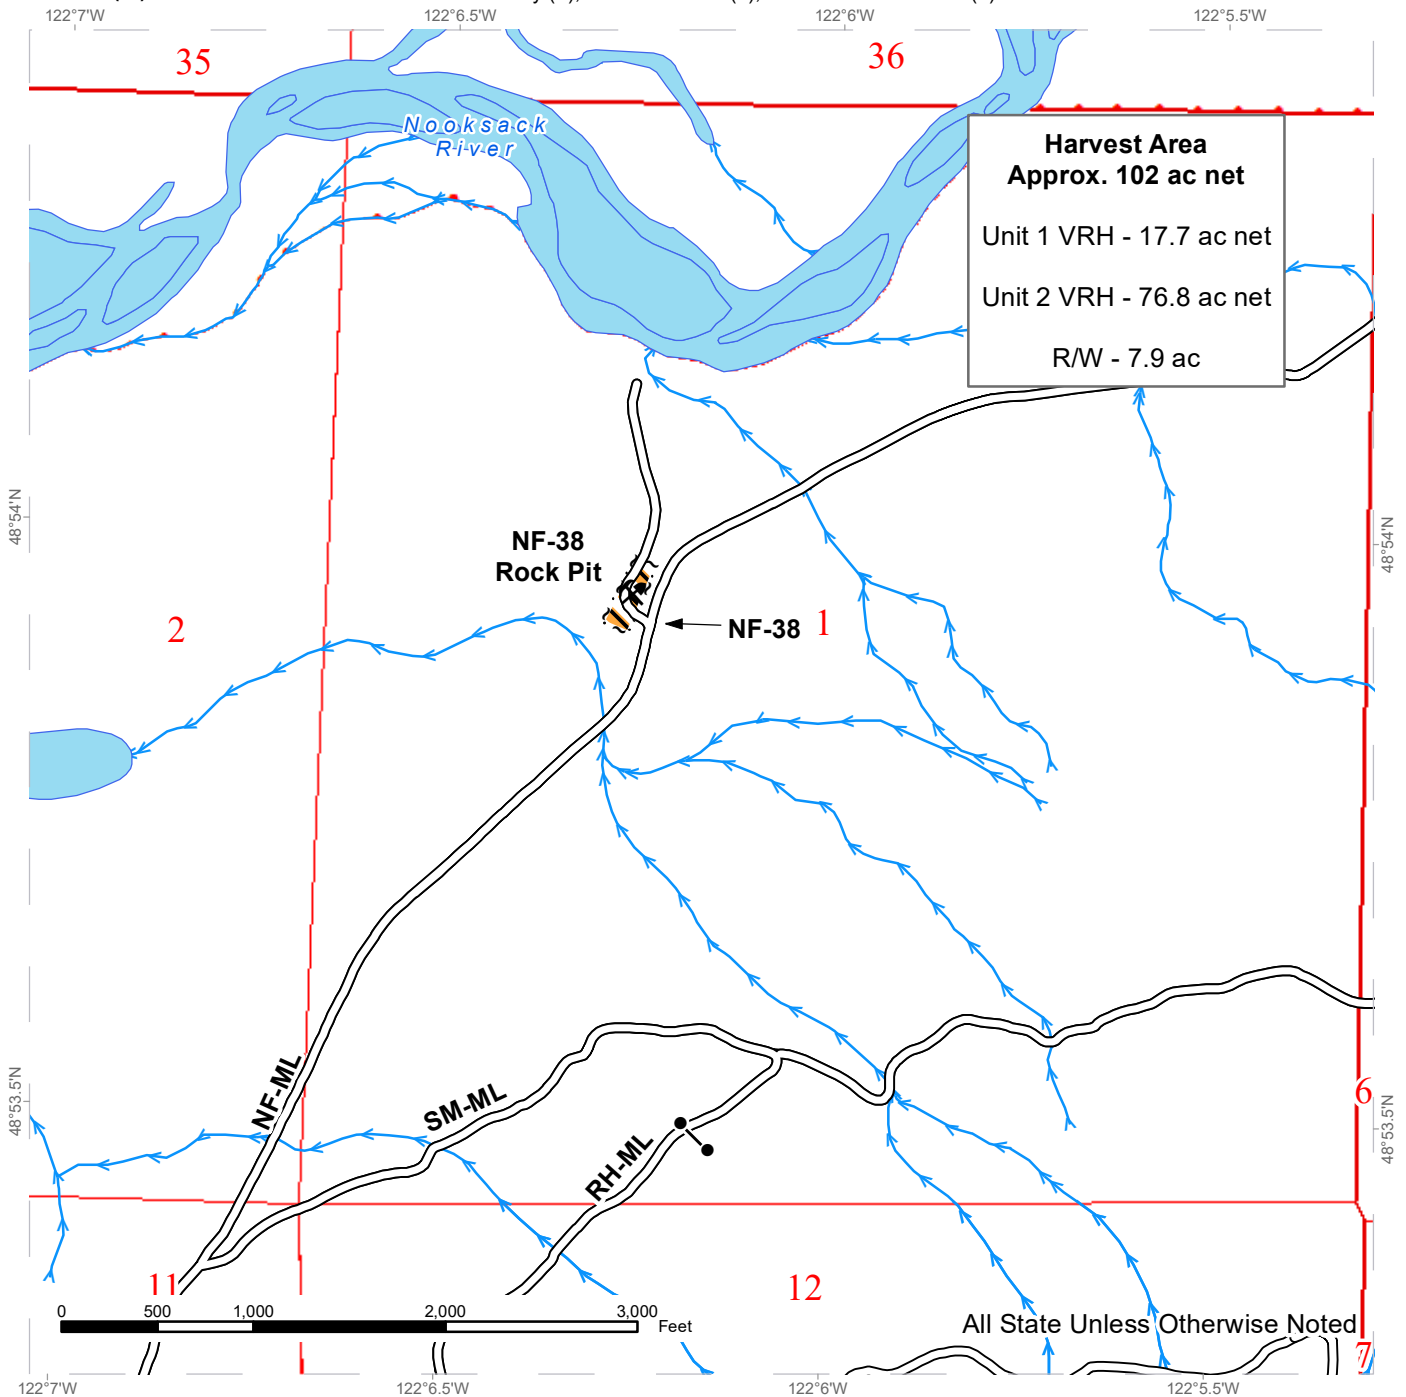 122°7'W
122°6.5'W
122°6'W
122°5.5'W
35
36
Nooksack
River
Harvest Area
Approx. 102 ac net
Unit 1 VRH - 17.7 ac net
Unit 2 VRH - 76.8 ac net
R/W - 7.9 ac
48°54'N
48°54'N
NF-38
Rock Pit
2
NF-38
1
NF-ML
SM-ML
RH-ML
6
48°53.5'N
48°53.5'N
11
12
0
500
1,000
2,000
3,000
Feet
All State Unless Otherwise Noted
7
122°7'W
122°6.5'W
122°6'W
122°5.5'W